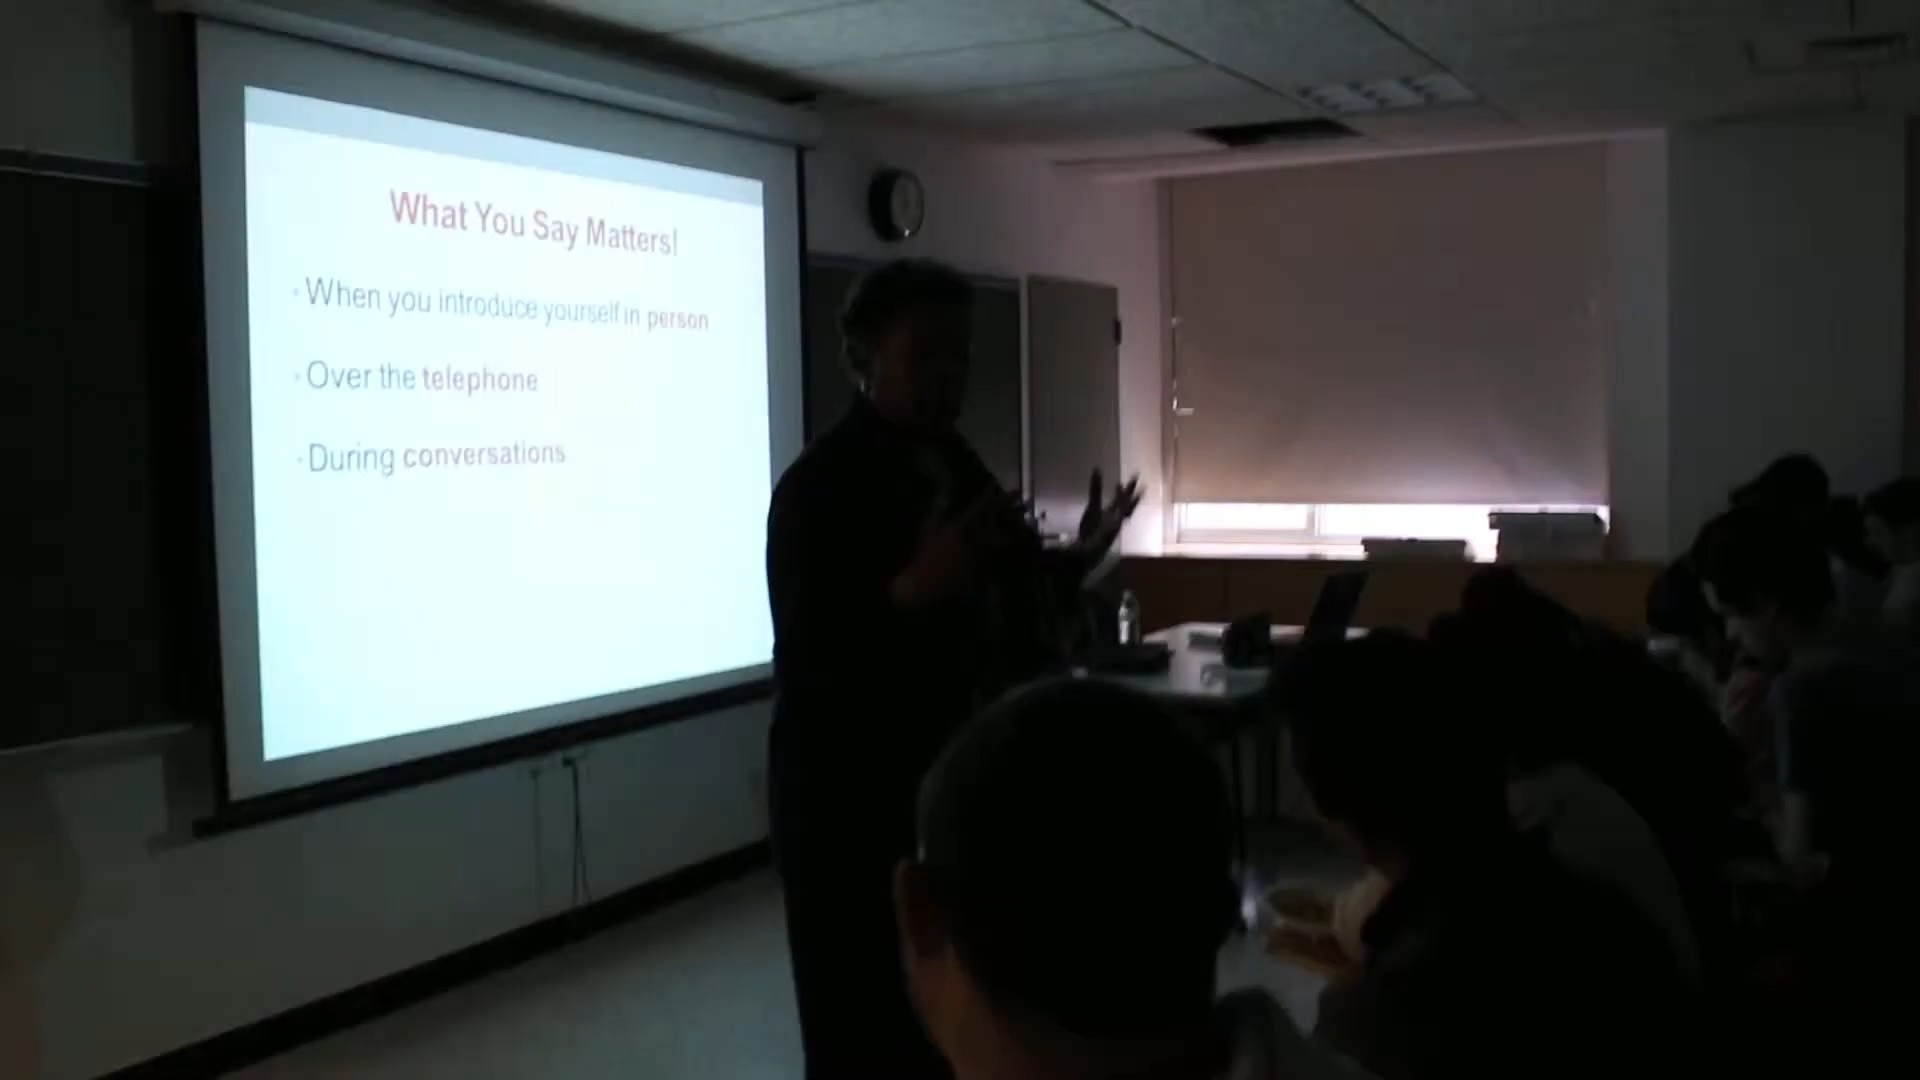 What You Say Matters!
When you introduce yourself in person
Over the telephone
During conversations